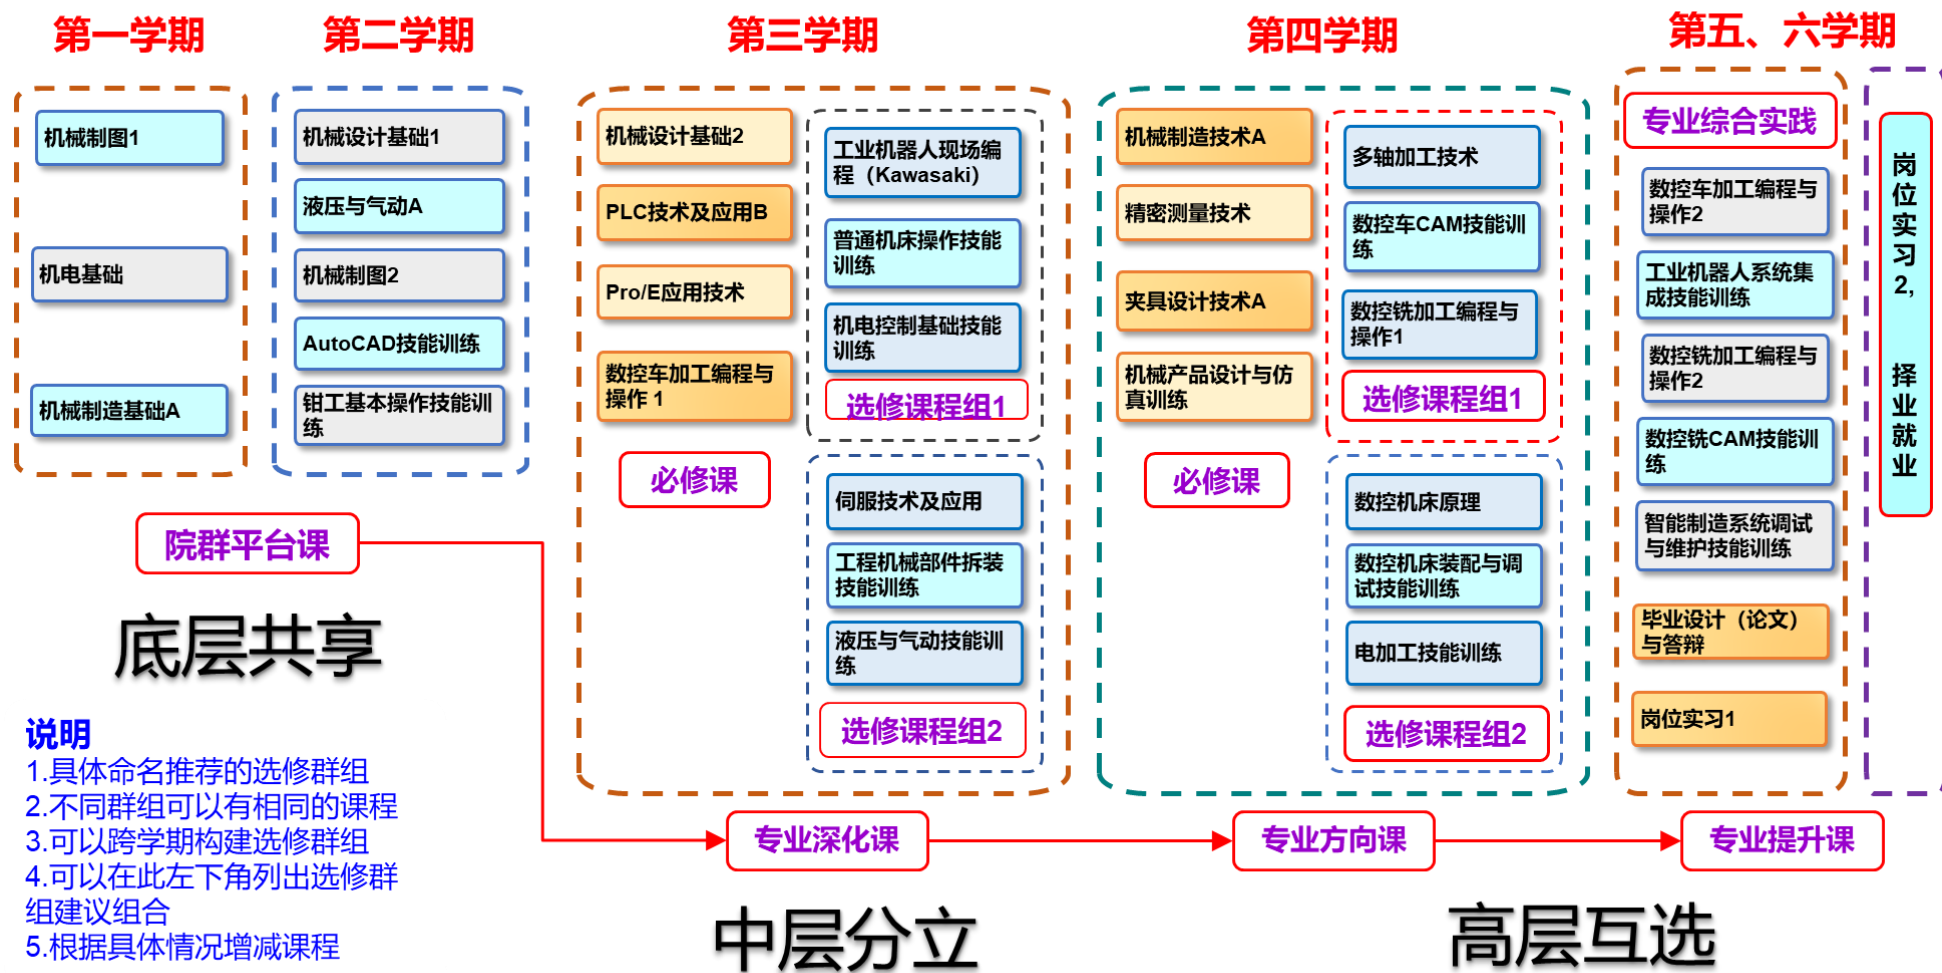 第一学期
机械制图1
机电基础
机械制造基础A
第二学期
机械设计基础1
液压与气动A
机械制图2
AutoCAD技能训练
钳工基本操作技能训
练
院群平台课
底层共享
说明
1.具体命名推荐的选修群组
2.不同群组可以有相同的课程
3.可以跨学期构建选修群组
4.可以在此左下角列出选修群
组建议组合
5.根据具体情况增减课程
第三学期
机械设计基础2
PLC技术及应用B
Pro/E应用技术
数控车加工编程与
操作 1
必修课
工业机器人现场编
程（Kawasaki）
普通机床操作技能
训练
机电控制基础技能
训练
选修课程组1
伺服技术及应用
工程机械部件拆装
技能训练
液压与气动技能训
练
选修课程组2
专业深化课
中层分立
第四学期
机械制造技术A
精密测量技术
夹具设计技术A
机械产品设计与仿
真训练
必修课
多轴加工技术
数控车CAM技能训
练
数控铣加工编程与
操作1
选修课程组1
数控机床原理
数控机床装配与调
试技能训练
电加工技能训练
选修课程组2
专业方向课
第五、六学期
专业综合实践
数控车加工编程与
操作2
工业机器人系统集
成技能训练
数控铣加工编程与
操作2
数控铣CAM技能训
练
智能制造系统调试
与维护技能训练
毕业设计（论文）
与答辩
岗位实习1
岗位实习2,
择业就业
专业提升课
高层互选